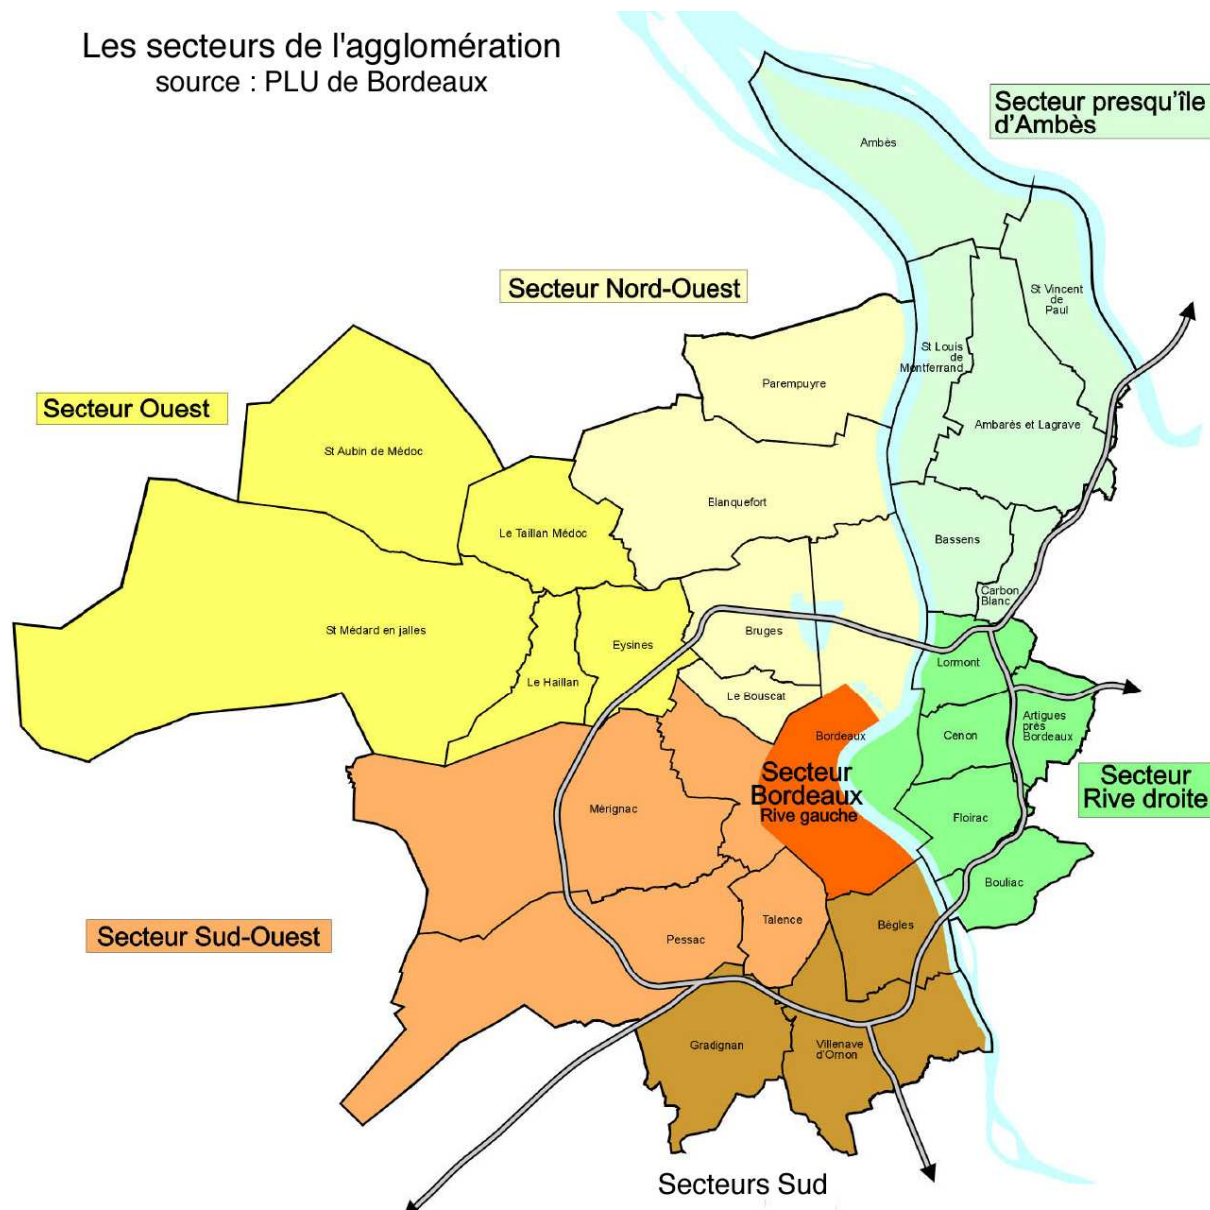 Les secteurs de l'agglomération
source : PLU de Bordeaux
Secteur presqu'île
d'Ambès
Ambès
Secteur Nord-Ouest
St Vincent
de
Paul
St Louis
de
Montferrand
Parempuyre
Secteur Ouest
Ambarès et Lagrave
St Aubin de Médoc
Blanquefort
Le Taillan Médoc
Bassens
Carbon
Blanc
St Médard en jalles
Bruges
Eysines
Lormont
Le Haillan
Le Bouscat
Artigues
près
Bordeaux
Bordeaux
Cenon
Secteur
Bordeaux
Rive gauche
Secteur
Rive droite
Mérignac
Floirac
Bouliac
Talence
Bègles
Secteur Sud-Ouest
Pessac
Gradignan
Villenave
d'Ornon
Secteurs Sud